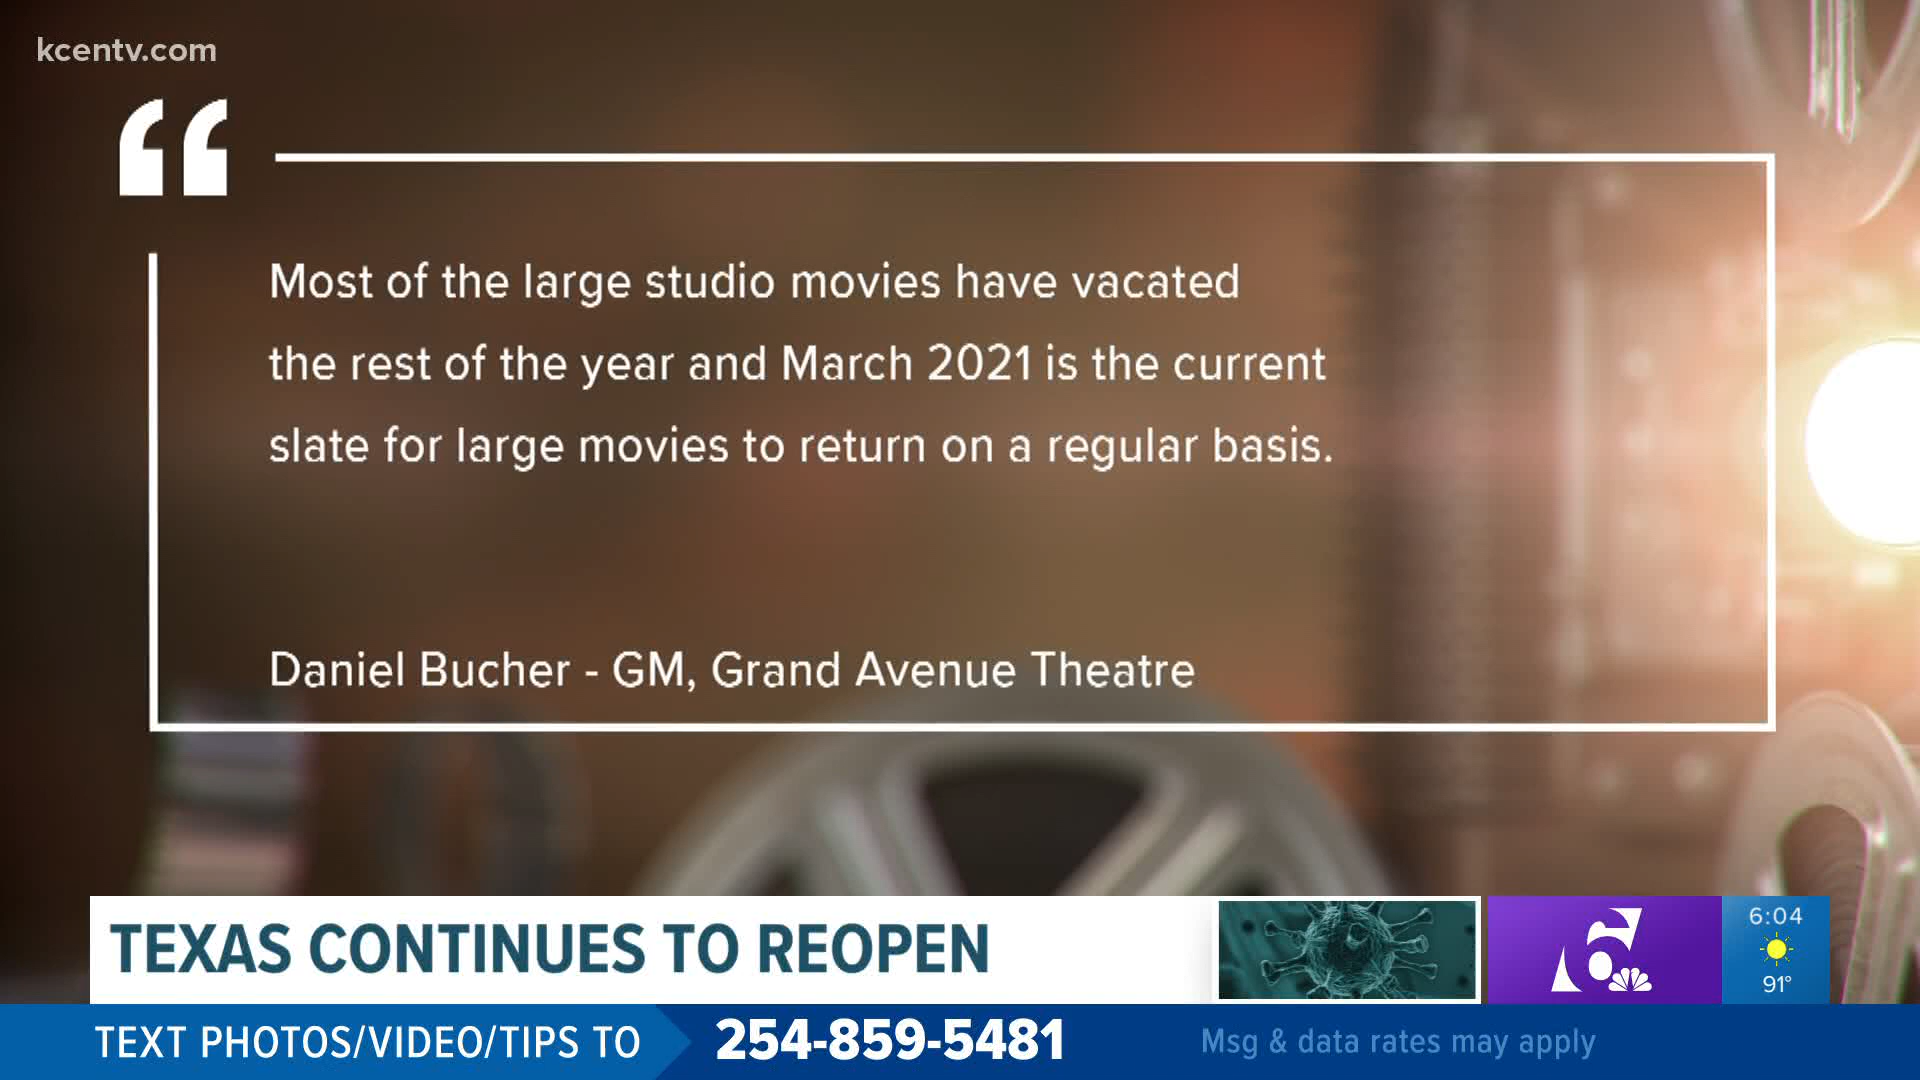 kcentv.com
“
Most of the large studio movies have vacated
the rest of the year and March 2021 is the current
slate for large movies to return on a regular basis.
Daniel Bucher - GM, Grand Avenue Theatre
TEXAS CONTINUES TO REOPEN
6
6:04
91°
TEXT PHOTOS/VIDEO/TIPS TO
254-859-5481
Msg & data rates may apply